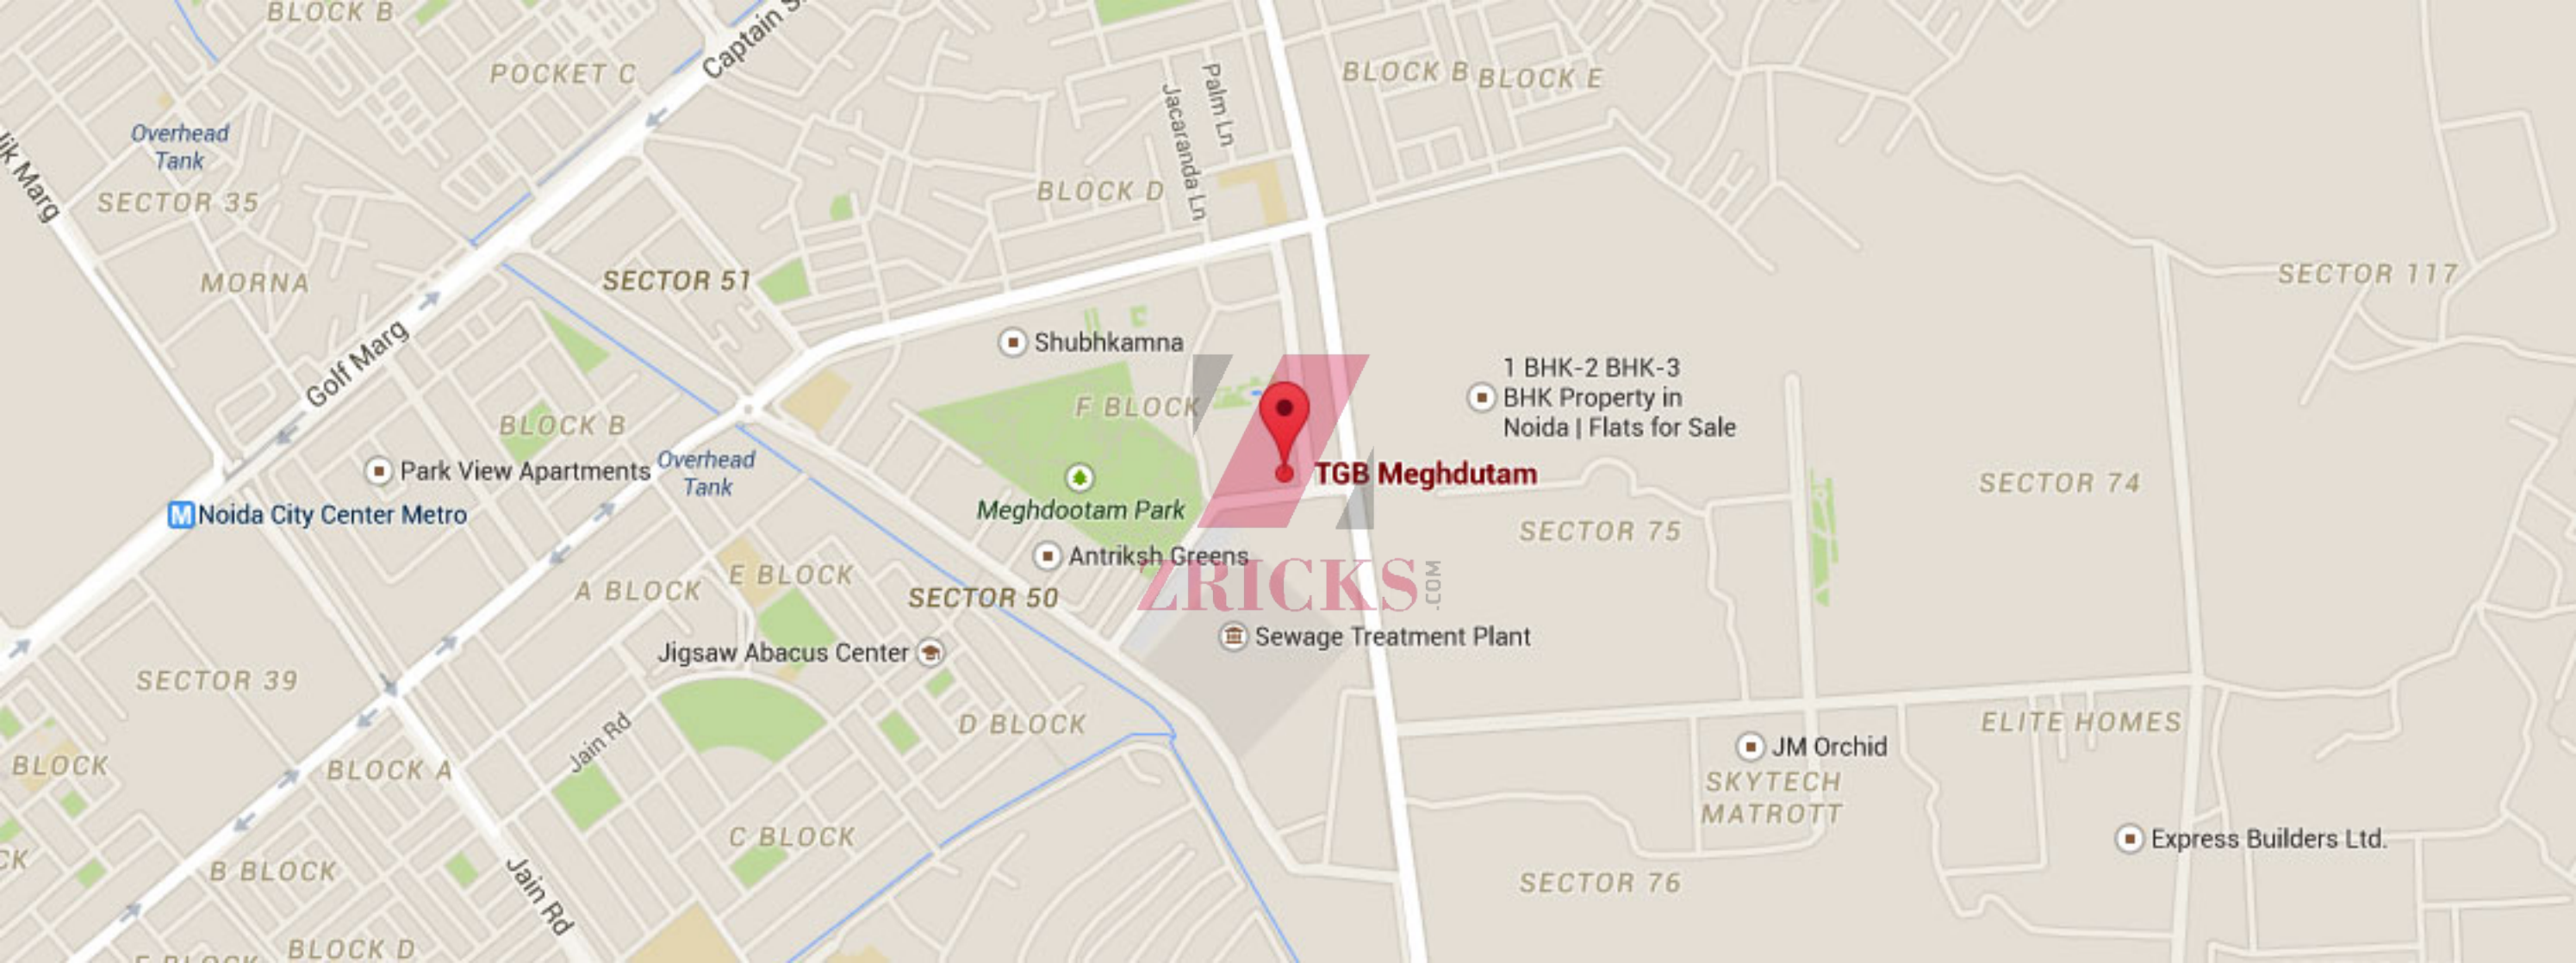 BLOCK B
Captain S
POCKET C
Palm Ln
Jacaranda Ln
BLOCK B
BLOCK E
Overhead
Tank
SECTOR 35
BLOCK D
MORNA
SECTOR 51
SECTOR 117
Golf Marg
Shubhkamna
1 BHK-2 BHK-3
BHK Property in
Noida | Flats for Sale
F BLOCK
BLOCK B
Park View Apartments
Overhead
Tank
TGB Meghdutam
SECTOR 74
M
Noida City Center Metro
Meghdootam Park
SECTOR 75
Antriksh Greens
A BLOCK
E BLOCK
SECTOR 50
ZRICKS.COM
Sewage Treatment Plant
Jigsaw Abacus Center
SECTOR 39
D BLOCK
ELITE HOMES
Jain Rd
BLOCK
BLOCK A
JM Orchid
SKYTECH
MATROTT
C BLOCK
Express Builders Ltd.
B BLOCK
Jain Rd
SECTOR 76
BLOCK D